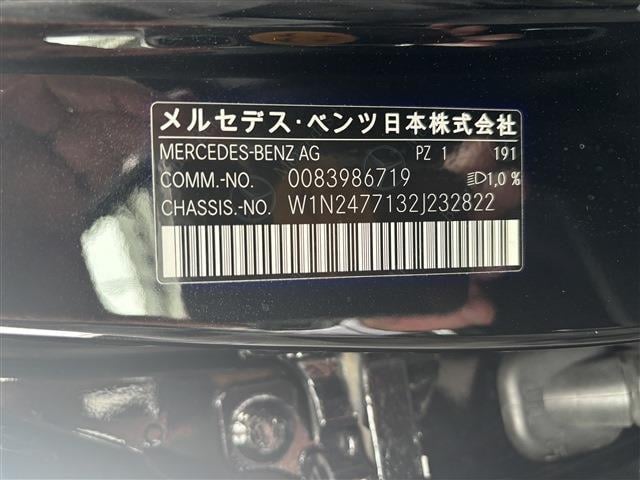 メルセデス・ベンツ日本株式会社
MERCEDES-BENZ AG PZ 1 191
COMM.-NO. 0083986719 1,0 %
CHASSIS.-NO. W1N2477132J232822